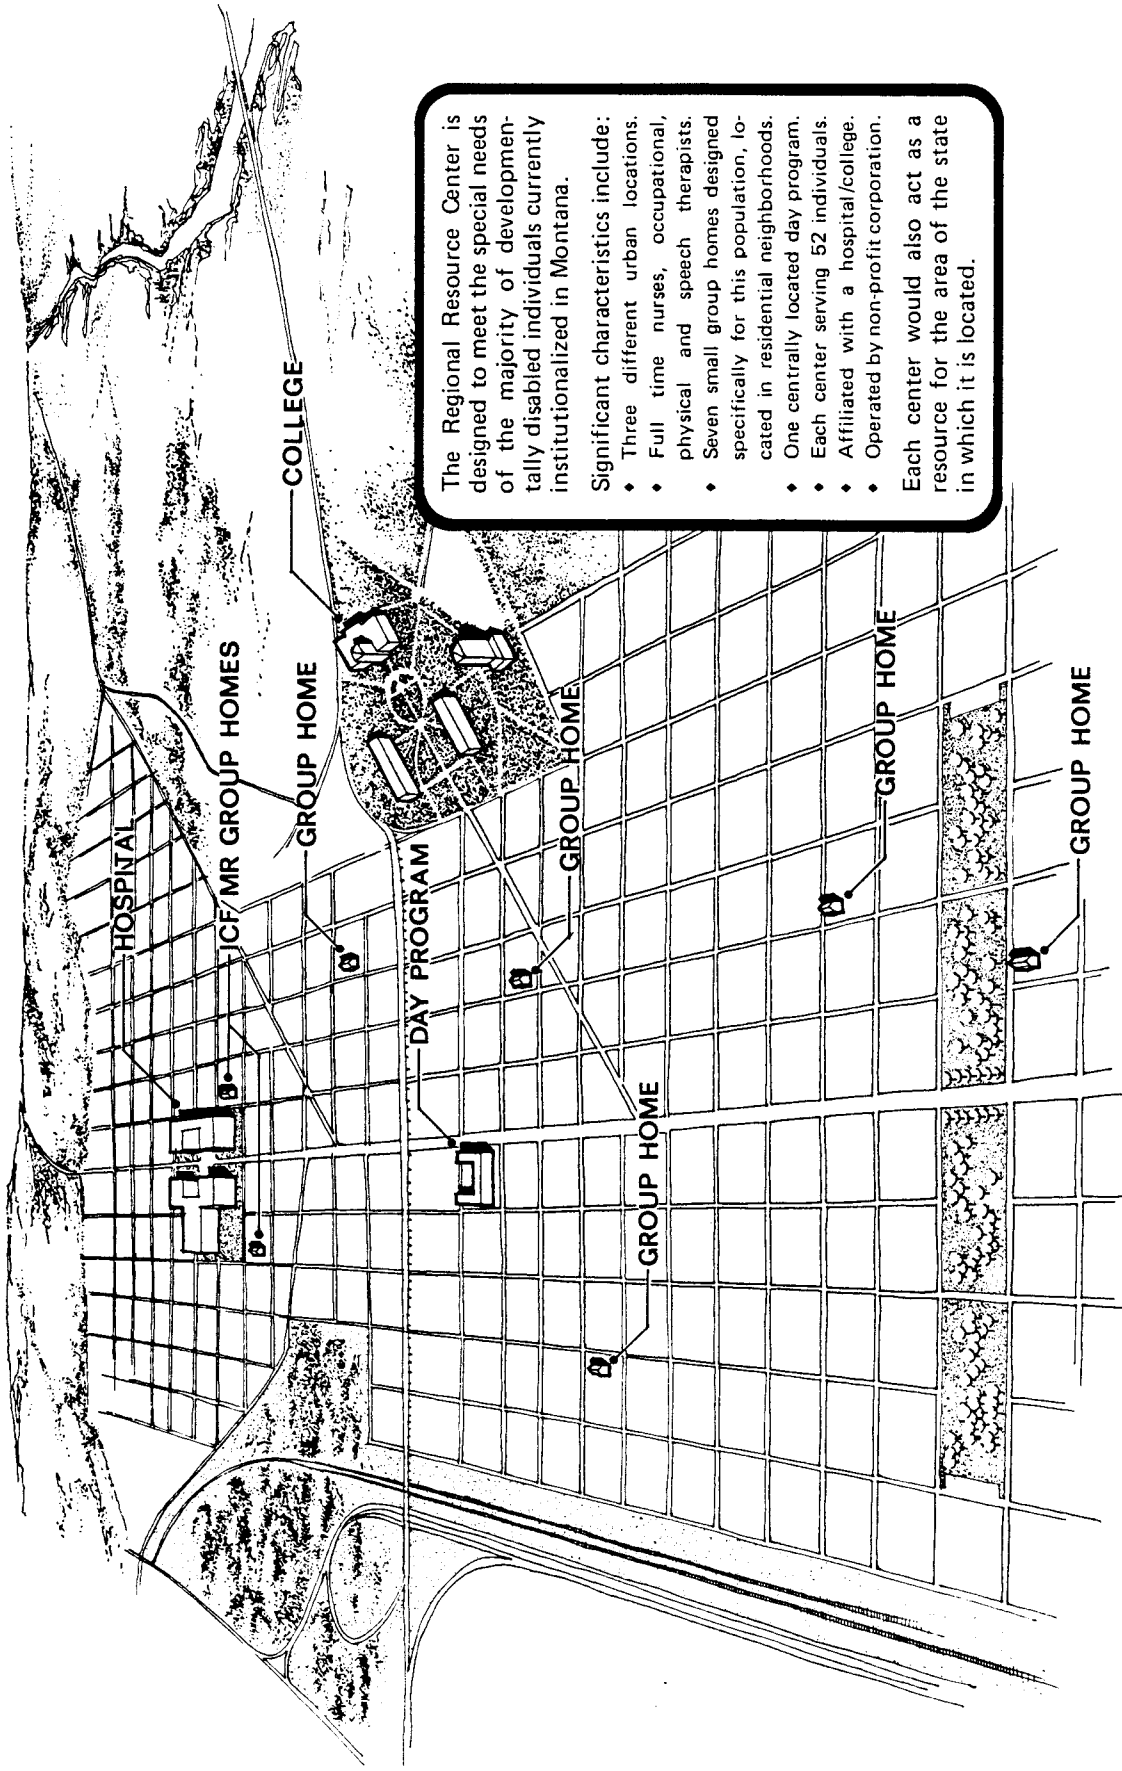 HOSPITAL
ICF/MR GROUP HOMES
GROUP HOME
COLLEGE
DAY PROGRAM
GROUP HOME
GROUP HOME
GROUP HOME
GROUP HOME
The Regional Resource Center is
designed to meet the special needs
of the majority of developmen-
tally disabled individuals currently
institutionalized in Montana.
Significant characteristics include:
♦ Three different urban locations.
♦ Full time nurses, occupational,
physical and speech therapists.
♦ Seven small group homes designed
specifically for this population, lo-
cated in residential neighborhoods.
♦ One centrally located day program.
♦ Each center serving 52 individuals.
♦ Affiliated with a hospital/college.
♦ Operated by non-profit corporation.
Each center would also act as a
resource for the area of the state
in which it is located.